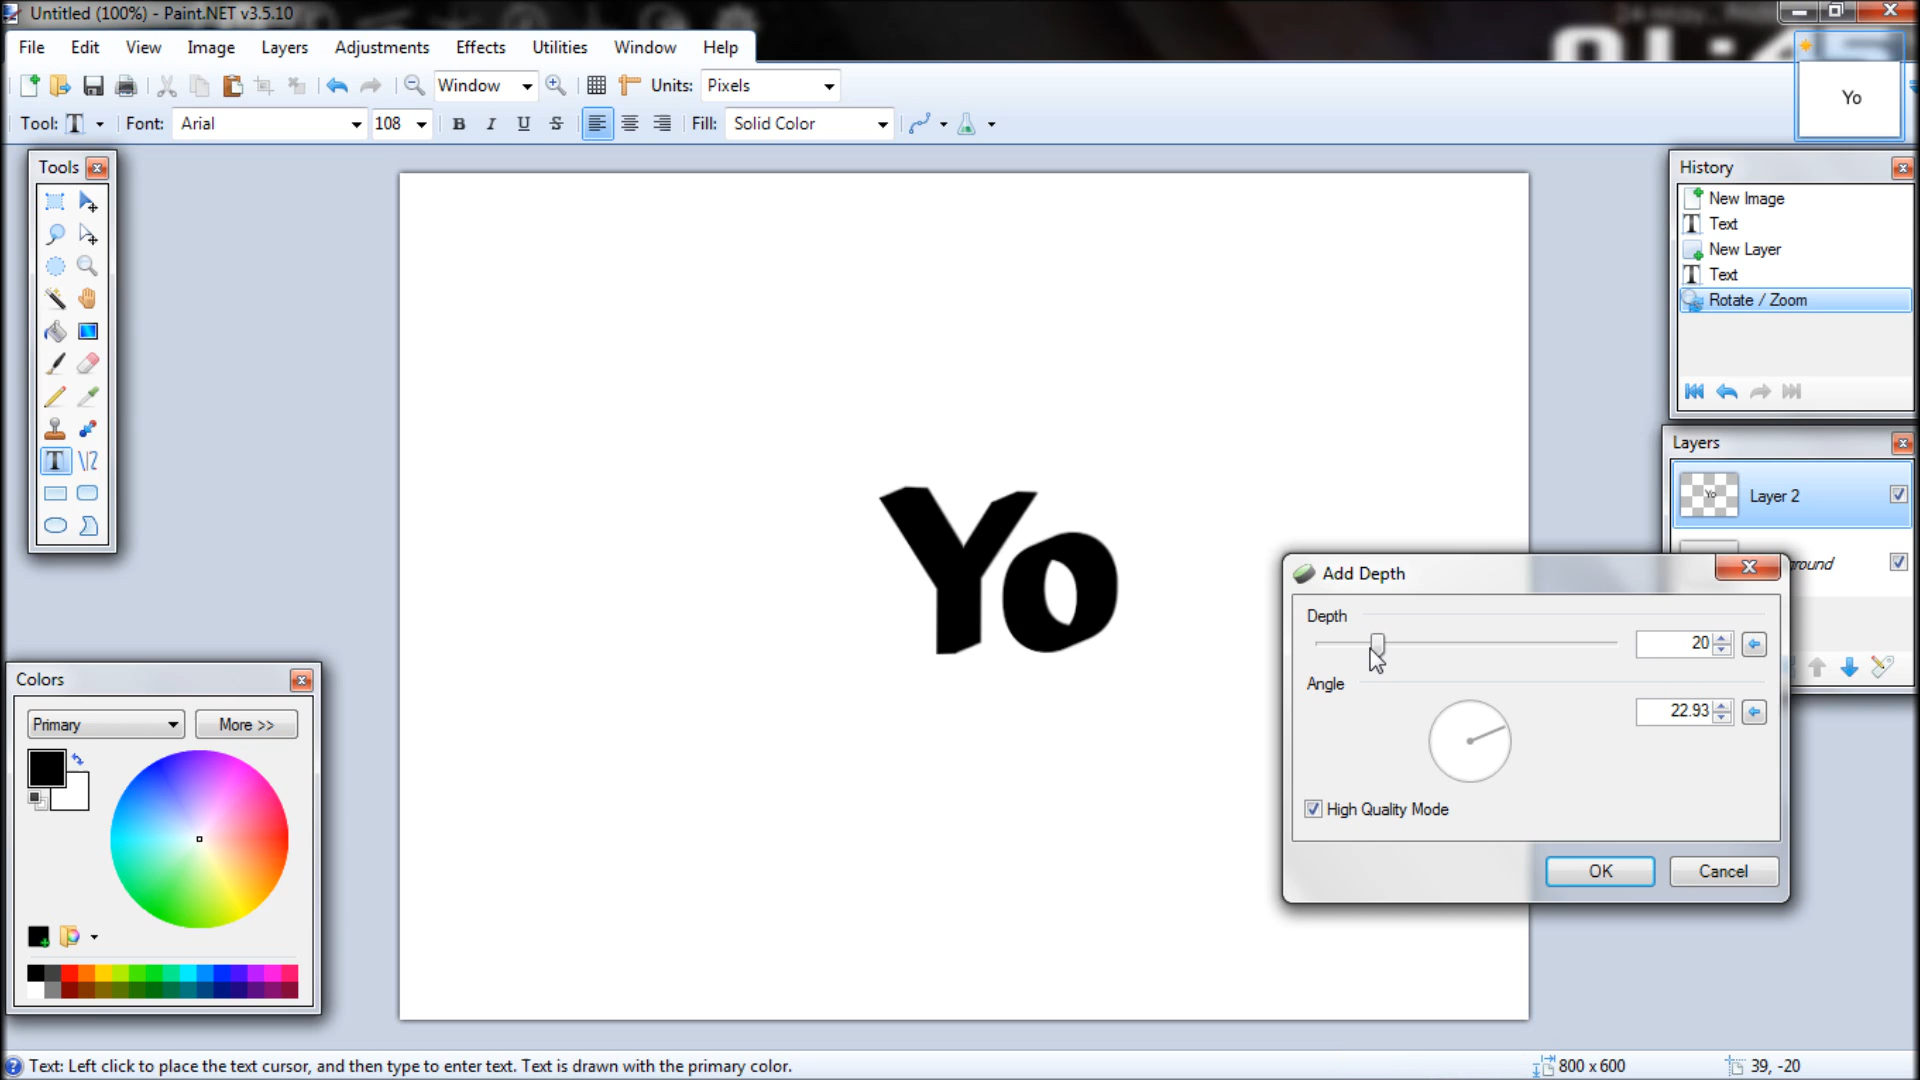 Untitled (100%) - Paint.NET v3.5.10
File Edit View Image Layers Adjustments Effects Utilities Window Help
Window Units: Pixels
Tool: T Font: Arial 108 B I U S Fill: Solid Color
Yo
Tools
History
New Image
Text
New Layer
Text
Rotate / Zoom
Layers
Layer 2
Yo
Add Depth
Depth
20
Angle
22.93
High Quality Mode
OK Cancel
Colors
Primary More >>
Text: Left click to place the text cursor, and then type to enter text. Text is drawn with the primary color.
800 x 600 39, -20